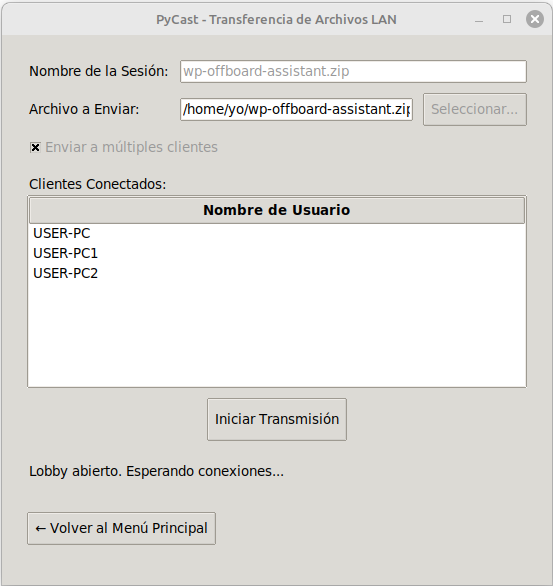 PyCast - Transferencia de Archivos LAN
Nombre de la Sesión: wp-offboard-assistant.zip
Archivo a Enviar: /home/yo/wp-offboard-assistant.zip Seleccionar...
Enviar a múltiples clientes
Clientes Conectados:
Nombre de Usuario
USER-PC
USER-PC1
USER-PC2
Iniciar Transmisión
Lobby abierto. Esperando conexiones...
← Volver al Menú Principal